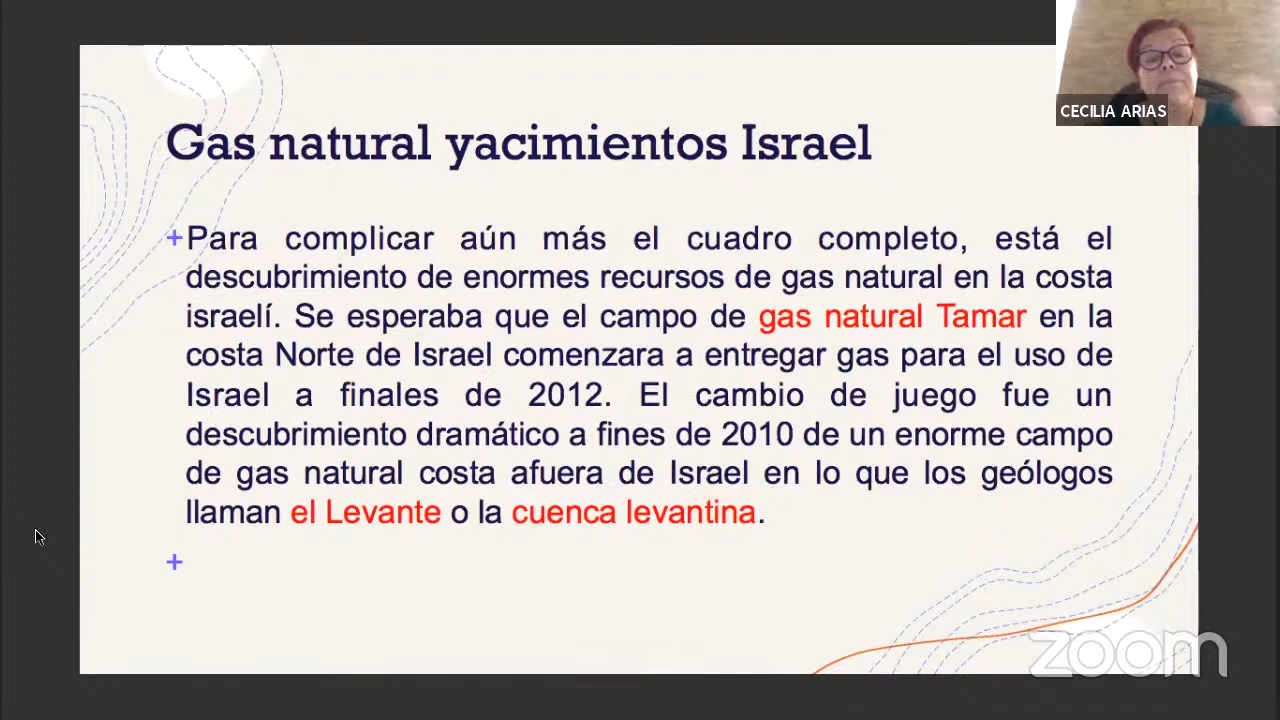 CECILIA ARIAS
Gas natural yacimientos Israel
+Para complicar aún más el cuadro completo, está el
descubrimiento de enormes recursos de gas natural en la costa
israelí. Se esperaba que el campo de gas natural Tamar en la
costa Norte de Israel comenzara a entregar gas para el uso de
Israel a finales de 2012. El cambio de juego fue un
descubrimiento dramático a fines de 2010 de un enorme campo
de gas natural costa afuera de Israel en lo que los geólogos
llaman el Levante o la cuenca levantina.
+
zoom